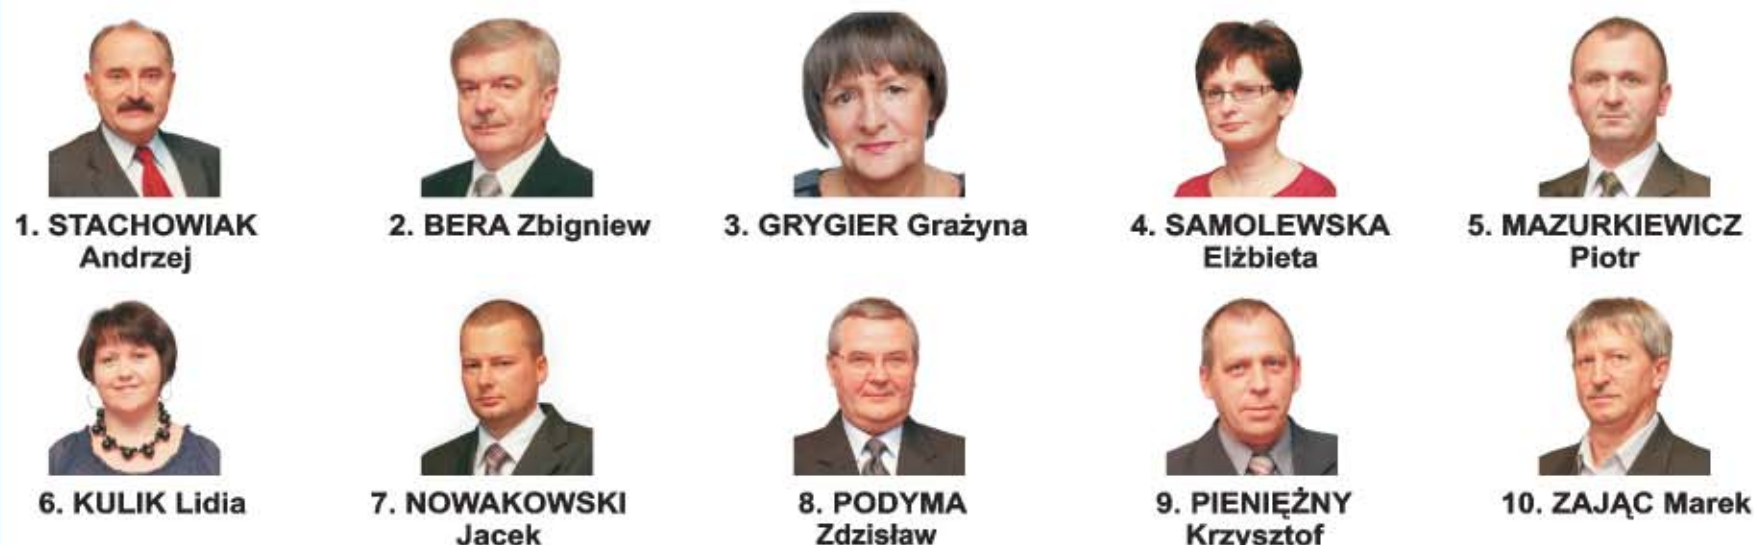 1. STACHOWIAK
Andrzej
2. BERA Zbigniew
3. GRYGIER Grażyna
4. SAMOLEWSKA
Elżbieta
5. MAZURKIEWICZ
Piotr
6. KULIK Lidia
7. NOWAKOWSKI
Jacek
8. PODYMA
Zdzisław
9. PIENIĘŻNY
Krzysztof
10. ZAJĄC Marek